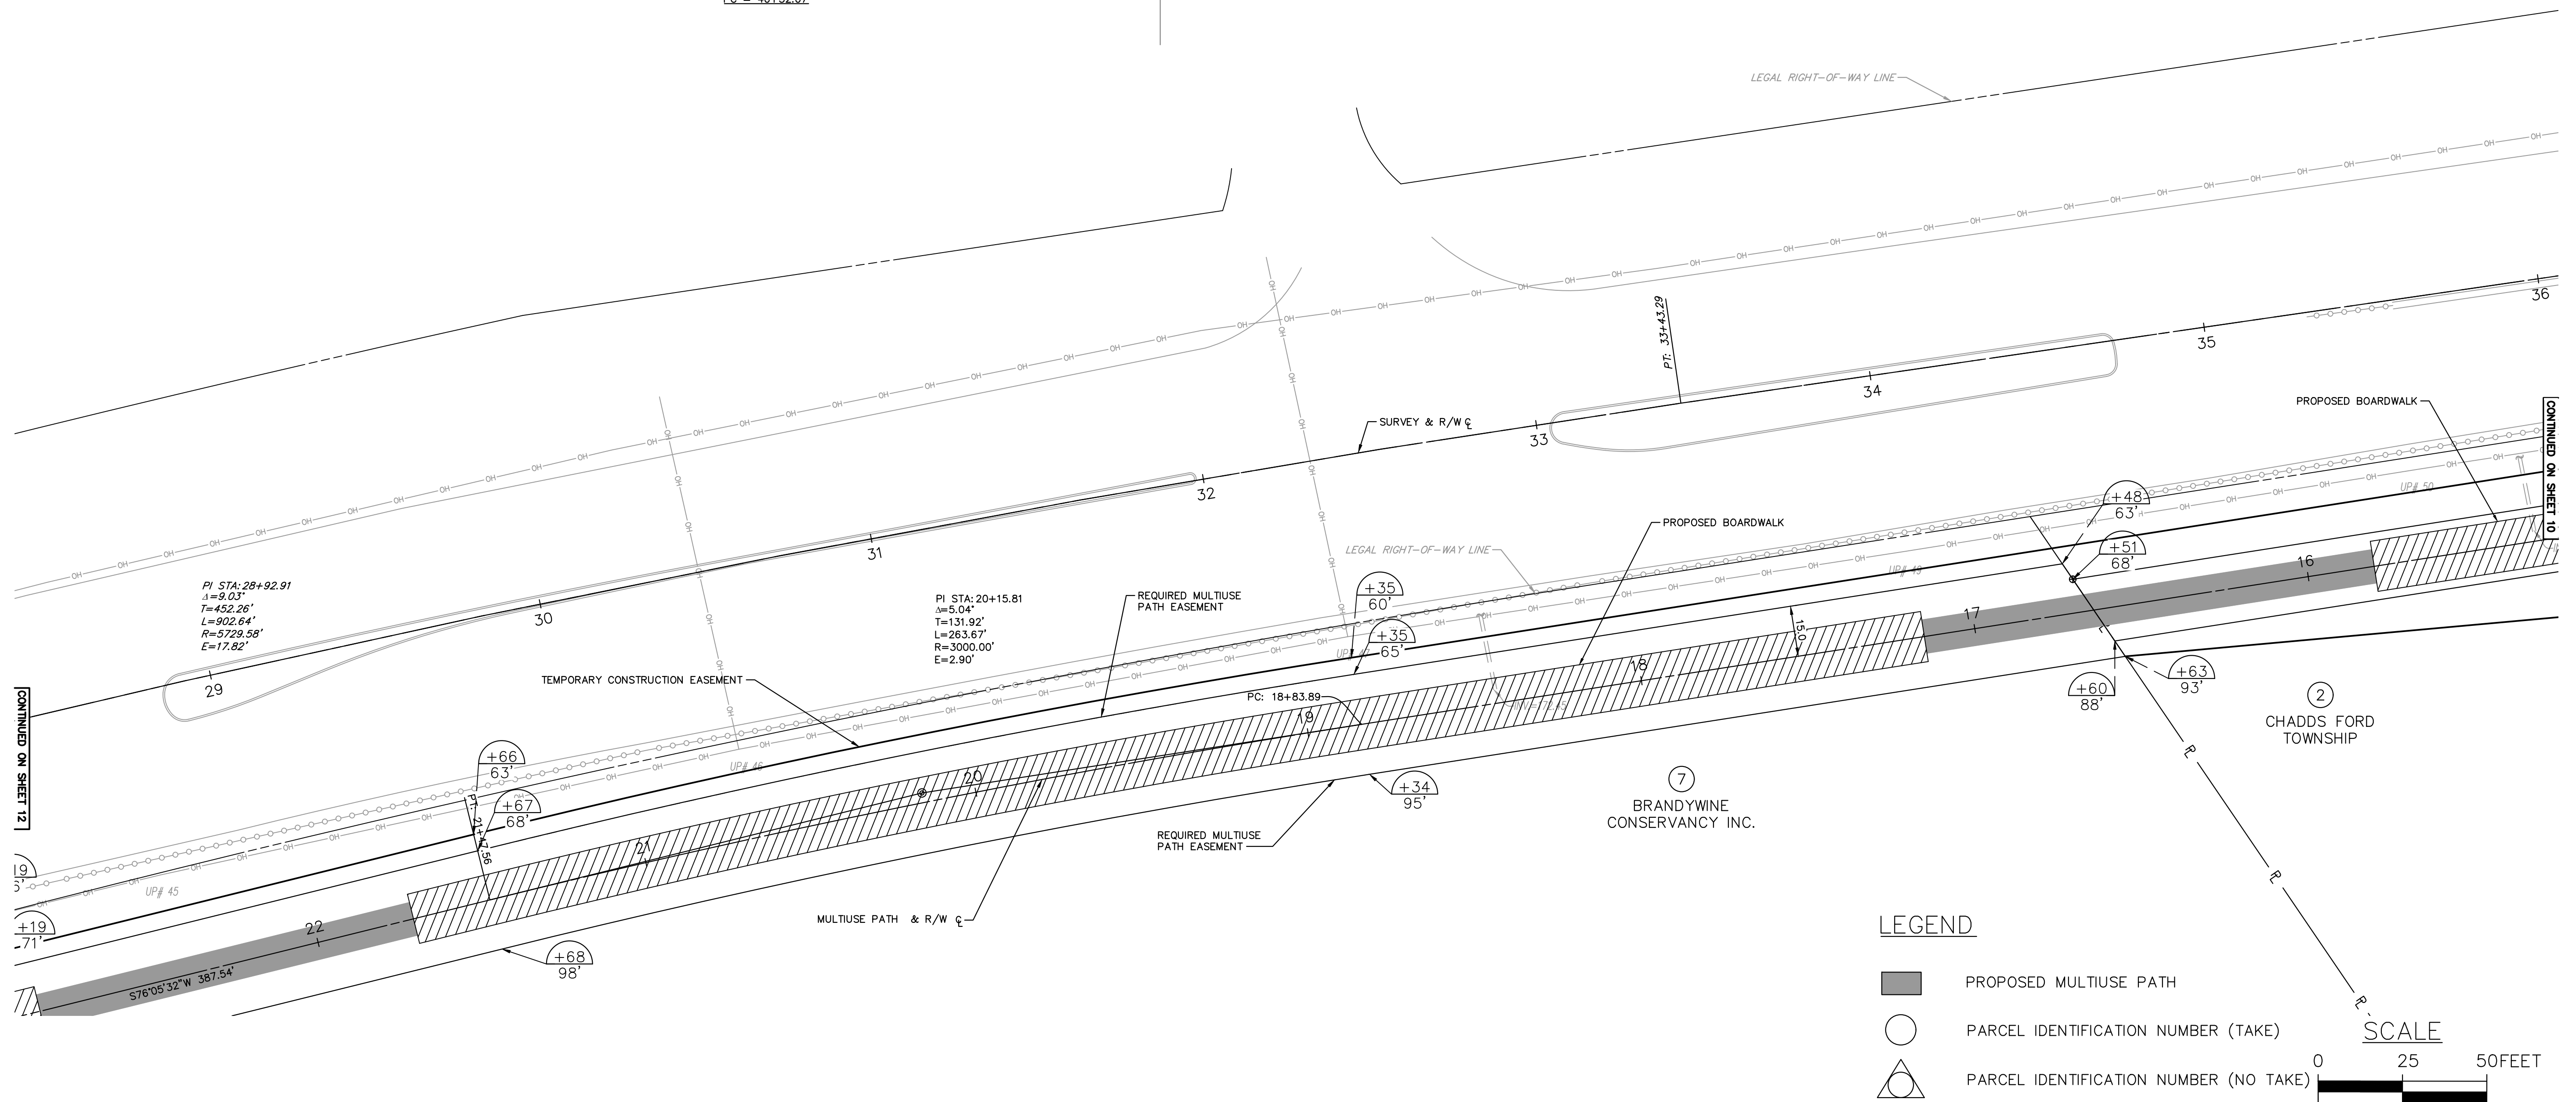 LEGAL RIGHT-OF-WAY LINE
36
PT: 33+43.29
35
34
PROPOSED BOARDWALK
SURVEY & R/W ℄
33
CONTINUED ON SHEET 10
32
UP# 50
+48
63'
PROPOSED BOARDWALK
31
LEGAL RIGHT-OF-WAY LINE
+51
68'
16
UP# 49
PI STA: 28+92.91
Δ=9.03°
T=452.26'
L=902.64'
R=5729.58'
E=17.82'
30
PI STA: 20+15.81
Δ=5.04°
T=131.92'
L=263.67'
R=3000.00'
E=2.90'
REQUIRED MULTIUSE
PATH EASEMENT
+35
60'
+35
65'
15.0
17
29
TEMPORARY CONSTRUCTION EASEMENT
18
PC: 18+83.89
19
+60
88'
+63
93'
2
CHADDS FORD
TOWNSHIP
CONTINUED ON SHEET 12
+66
63'
UP# 46
20
+67
68'
PT: 21+47.56
+34
95'
7
BRANDYWINE
CONSERVANCY INC.
REQUIRED MULTIUSE
PATH EASEMENT
21
UP# 45
+19
71'
22
MULTIUSE PATH & R/W ℄
+68
98'
S76°05'32"W 387.54'
LEGEND
PROPOSED MULTIUSE PATH
PARCEL IDENTIFICATION NUMBER (TAKE)
PARCEL IDENTIFICATION NUMBER (NO TAKE)
SCALE
0 25 50FEET